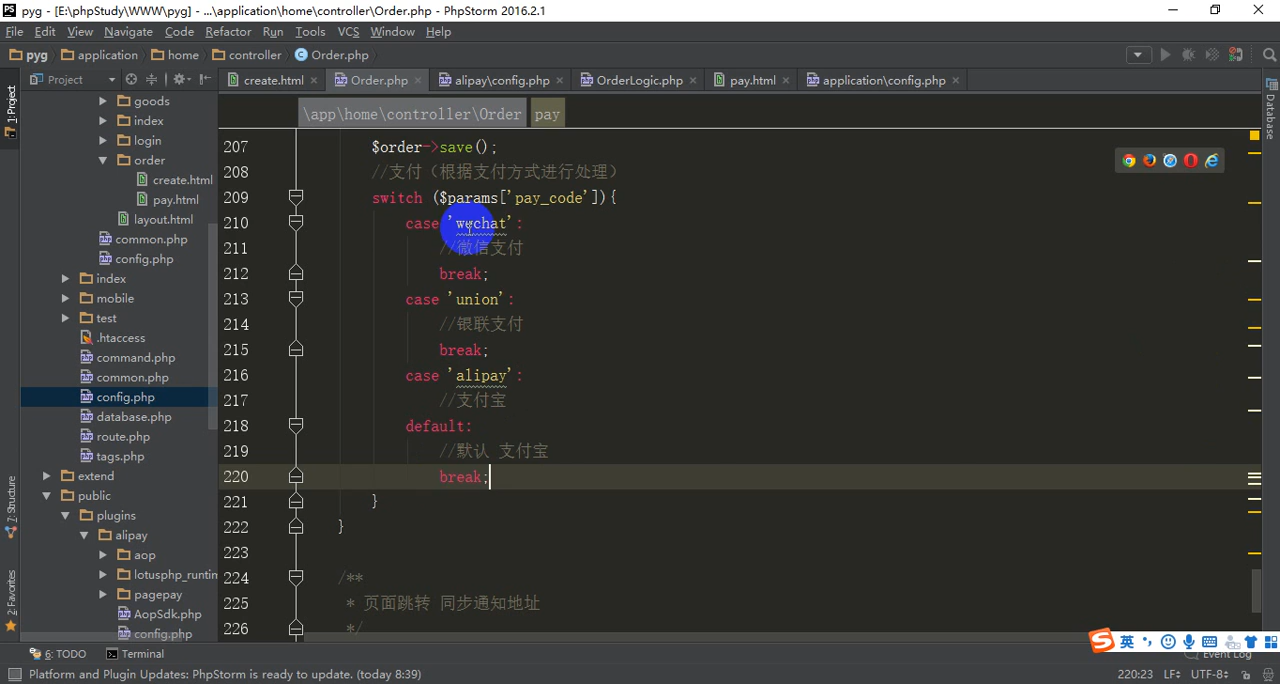 pyg - [E:\phpStudy\WWW\pyg] - ...\application\home\controller\Order.php - PhpStorm 2016.2.1
File Edit View Navigate Code Refactor Run Tools VCS Window Help
pyg application home controller Order.php
Project create.html Order.php alipay\config.php OrderLogic.php pay.html application\config.php
\app\home\controller\Order pay
1: Project
7: Structure
2: Favorites
Database
goods
index
login
order
create.html
pay.html
layout.html
common.php
config.php
index
mobile
test
.htaccess
command.php
common.php
config.php
database.php
route.php
tags.php
extend
public
plugins
alipay
aop
lotusphp_runtim
pagepay
AopSdk.php
config.php
207 $order->save();
208 //支付（根据支付方式进行处理）
209 switch ($params['pay_code']){
210 case 'wechat':
211 //微信支付
212 break;
213 case 'union':
214 //银联支付
215 break;
216 case 'alipay':
217 //支付宝
218 default:
219 //默认 支付宝
220 break;
221 }
222 }
223
224 /**
225 * 页面跳转 同步通知地址
226 */
英
6: TODO Terminal Event Log
Platform and Plugin Updates: PhpStorm is ready to update. (today 8:39) 220:23 LF UTF-8